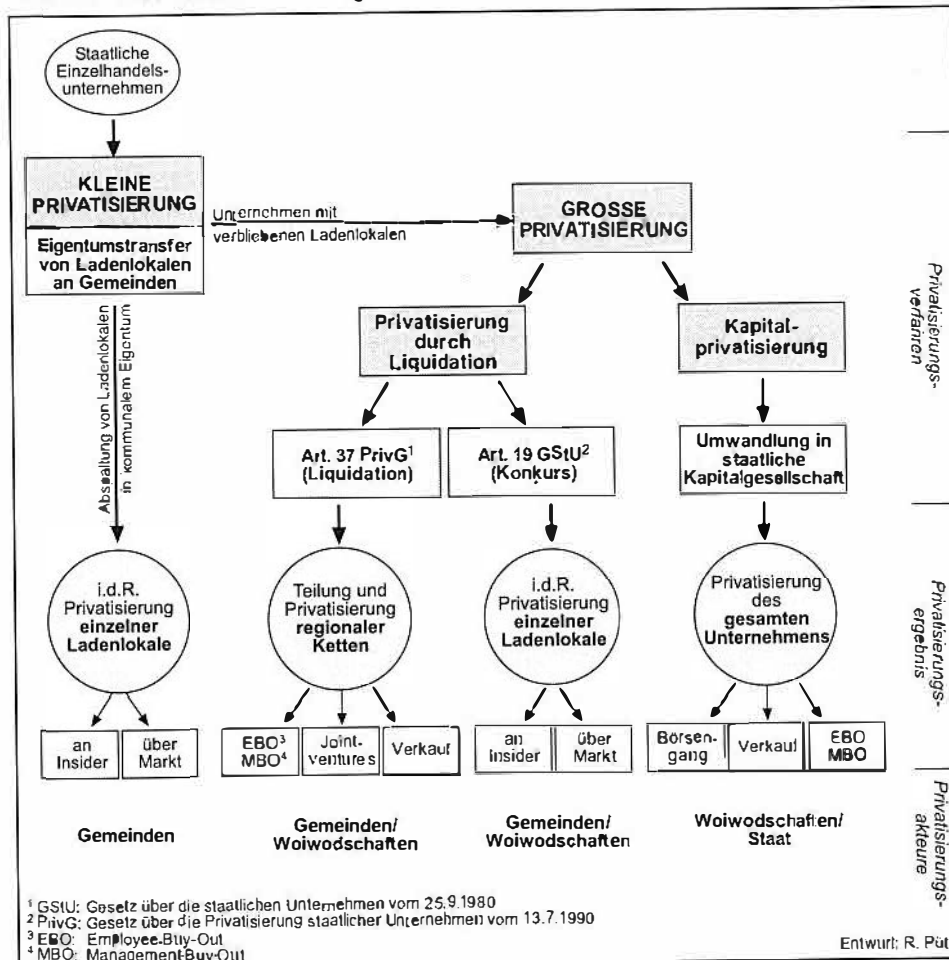 Staatliche
Einzelhandels-
unternehmen
KLEINE
PRIVATISIERUNG
Eigentumstransfer
von Ladenlokalen
an Gemeinden
Unternehmen mit
verbliebenen Ladenlokalen
GROSSE
PRIVATISIERUNG
Abspaltung von Ladenlokalen
in kommunalem Eigentum
Privatisierung
durch
Liquidation
Kapital-
privatisierung
Privatisierungs-
verfahren
Art. 37 PrivG¹
(Liquidation)
Art. 19 GStU²
(Konkurs)
Umwandlung in
staatliche
Kapitalgesellschaft
i.d.R.
Privatisierung
einzelner
Ladenlokale
Teilung und
Privatisierung
regionaler
Ketten
i.d.R.
Privatisierung
einzelner
Ladenlokale
Privatisierung
des
gesamten
Unternehmens
Privatisierungs-
ergebnis
an
Insider
über
Markt
EBO³
MBO⁴
Joint-
ventures
Verkauf
an
Insider
über
Markt
Börsen-
gang
Verkauf
EBO
MBO
Gemeinden
Gemeinden/
Woiwodschaften
Gemeinden/
Woiwodschaften
Woiwodschaften/
Staat
Privatisierungs-
akteure
¹ GStU: Gesetz über die staatlichen Unternehmen vom 25.9.1980
² PrivG: Gesetz über die Privatisierung staatlicher Unternehmen vom 13.7.1990
³ EBO: Employee-Buy-Out
⁴ MBO: Management-Buy-Out
Entwurf: R. Püt